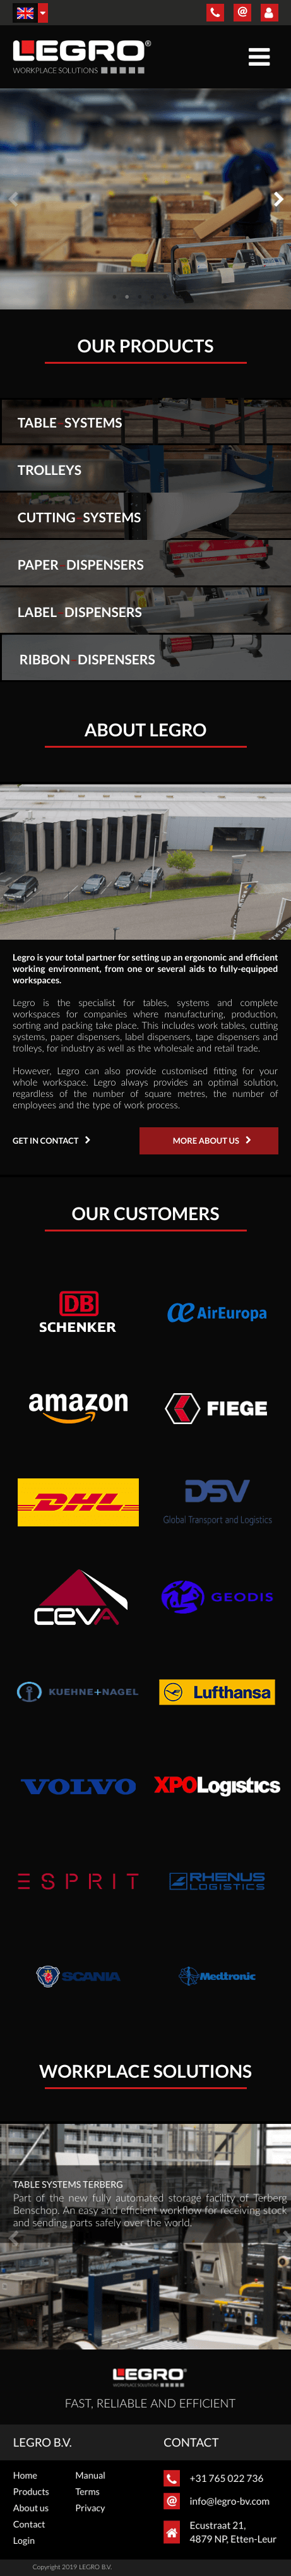 LEGRO®
WORKPLACE SOLUTIONS
OUR PRODUCTS
TABLE - SYSTEMS
TROLLEYS
CUTTING - SYSTEMS
PAPER - DISPENSERS
LABEL - DISPENSERS
RIBBON - DISPENSERS
ABOUT LEGRO
Legro is your total partner for setting up an ergonomic and efficient
working environment, from one or several aids to fully-equipped
workspaces.
Legro is the specialist for tables, systems and complete
workspaces for companies where manufacturing, production,
sorting and packing take place. This includes work tables, cutting
systems, paper dispensers, label dispensers, tape dispensers and
trolleys, for industry as well as the wholesale and retail trade.
However, Legro can also provide customised fitting for your
whole workspace. Legro always provides an optimal solution,
regardless of the number of square metres, the number of
employees and the type of work process.
GET IN CONTACT
MORE ABOUT US
OUR CUSTOMERS
DB
SCHENKER
AirEuropa
amazon
FIEGE
DHL
DSV
Global Transport and Logistics
CEVA
GEODIS
KUEHNE+NAGEL
Lufthansa
VOLVO
XPOLogistics
ESPRIT
RHENUS
LOGISTICS
SCANIA
Medtronic
WORKPLACE SOLUTIONS
TABLE SYSTEMS TERBERG
Part of the new fully automated storage facility of Terberg
Benschop. An easy and efficient workflow for receiving stock
and sending parts safely over the world.
LEGRO®
WORKPLACE SOLUTIONS
FAST, RELIABLE AND EFFICIENT
LEGRO B.V.
Home
Products
About us
Contact
Login
Manual
Terms
Privacy
CONTACT
+31 765 022 736
info@legro-bv.com
Ecustraat 21,
4879 NP, Etten-Leur
Copyright 2019 LEGRO B.V.